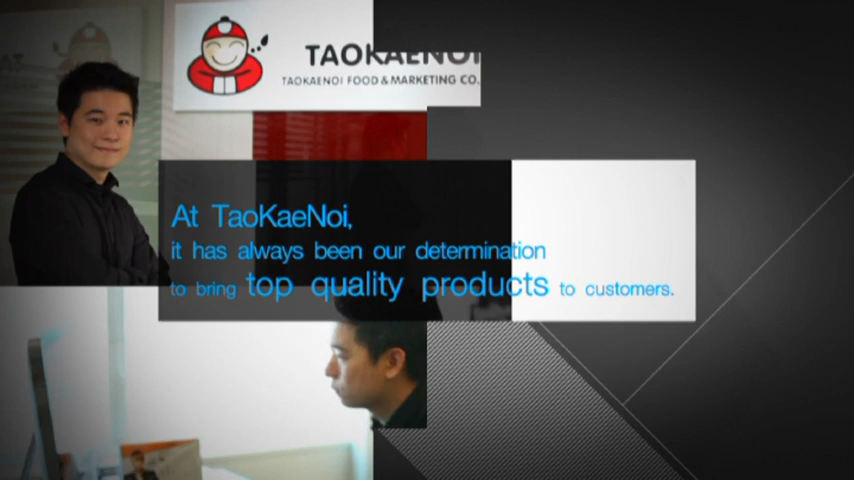 TAOKAENOI
TAOKAENOI FOOD & MARKETING CO.
At TaoKaeNoi,
it has always been our determination
to bring top quality products to customers.